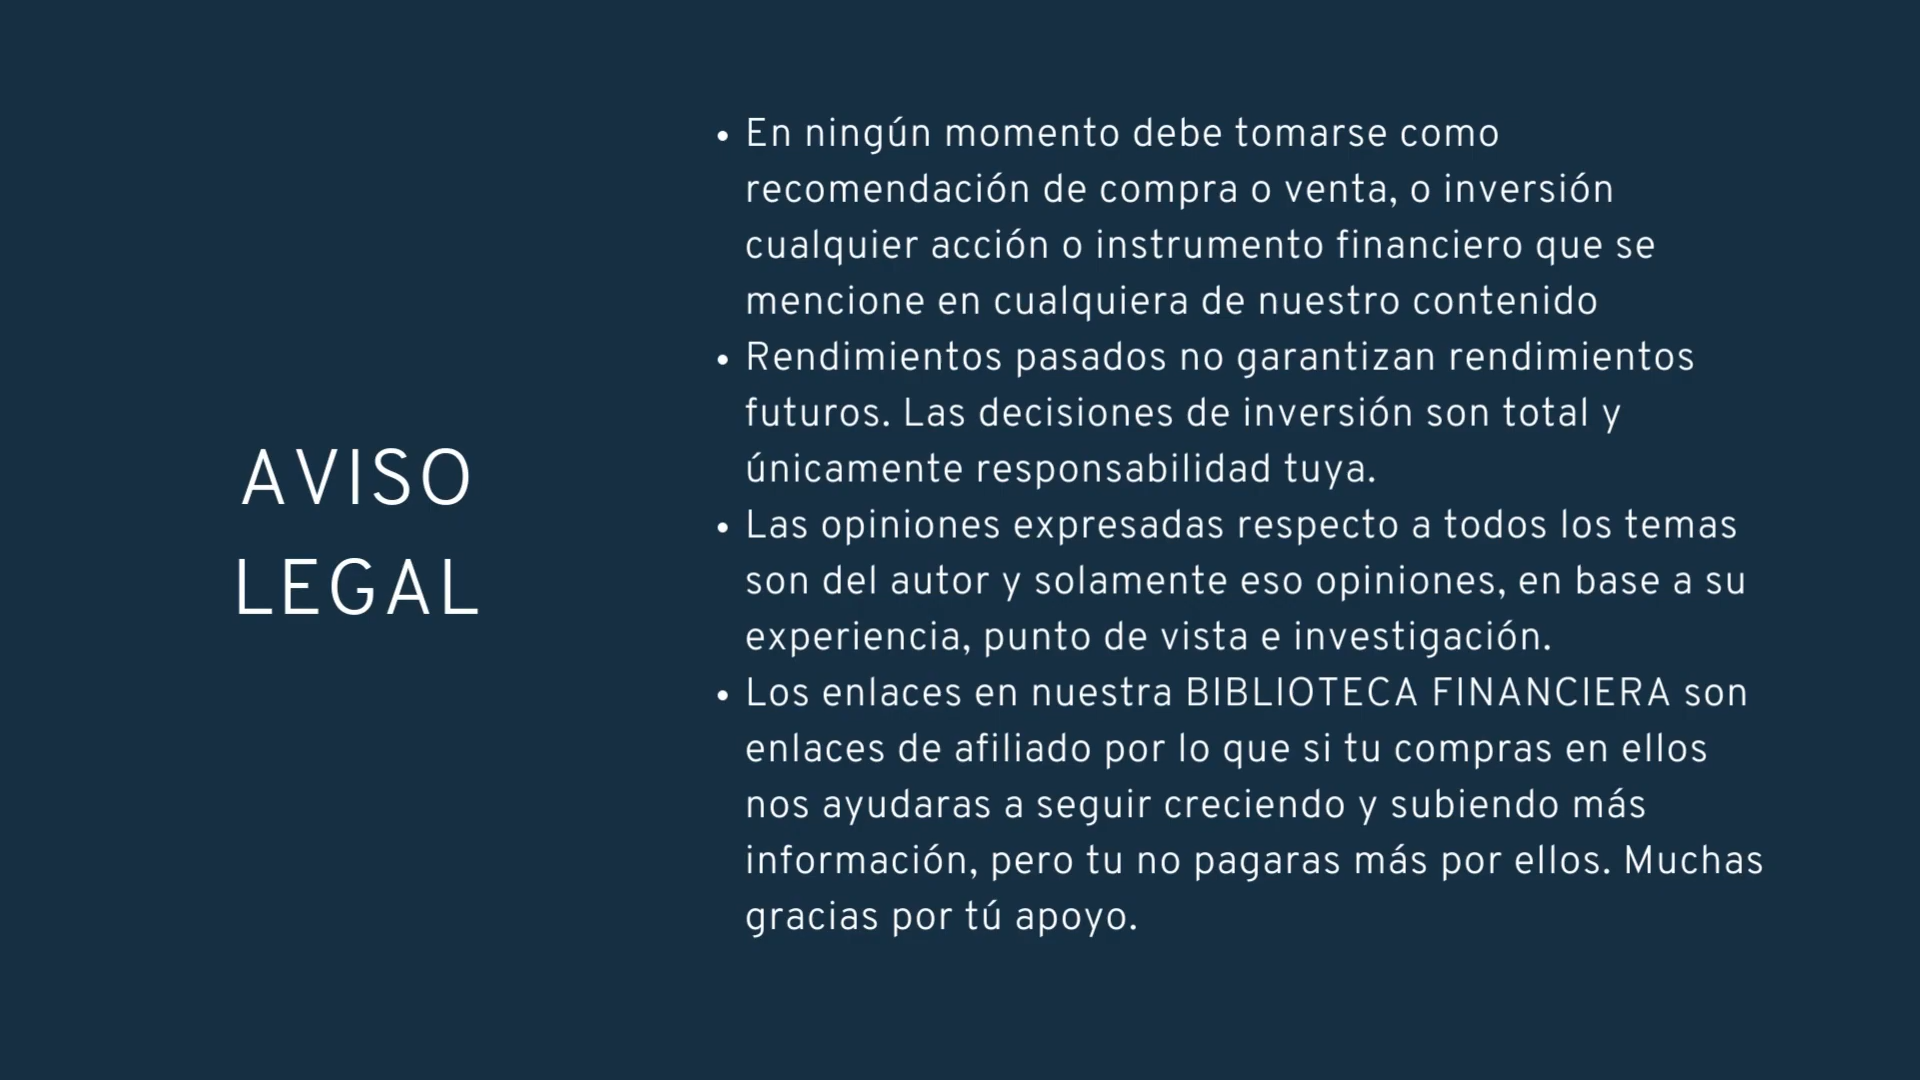 AVISO
LEGAL
• En ningún momento debe tomarse como
recomendación de compra o venta, o inversión
cualquier acción o instrumento financiero que se
mencione en cualquiera de nuestro contenido
• Rendimientos pasados no garantizan rendimientos
futuros. Las decisiones de inversión son total y
únicamente responsabilidad tuya.
• Las opiniones expresadas respecto a todos los temas
son del autor y solamente eso opiniones, en base a su
experiencia, punto de vista e investigación.
• Los enlaces en nuestra BIBLIOTECA FINANCIERA son
enlaces de afiliado por lo que si tu compras en ellos
nos ayudaras a seguir creciendo y subiendo más
información, pero tu no pagaras más por ellos. Muchas
gracias por tú apoyo.